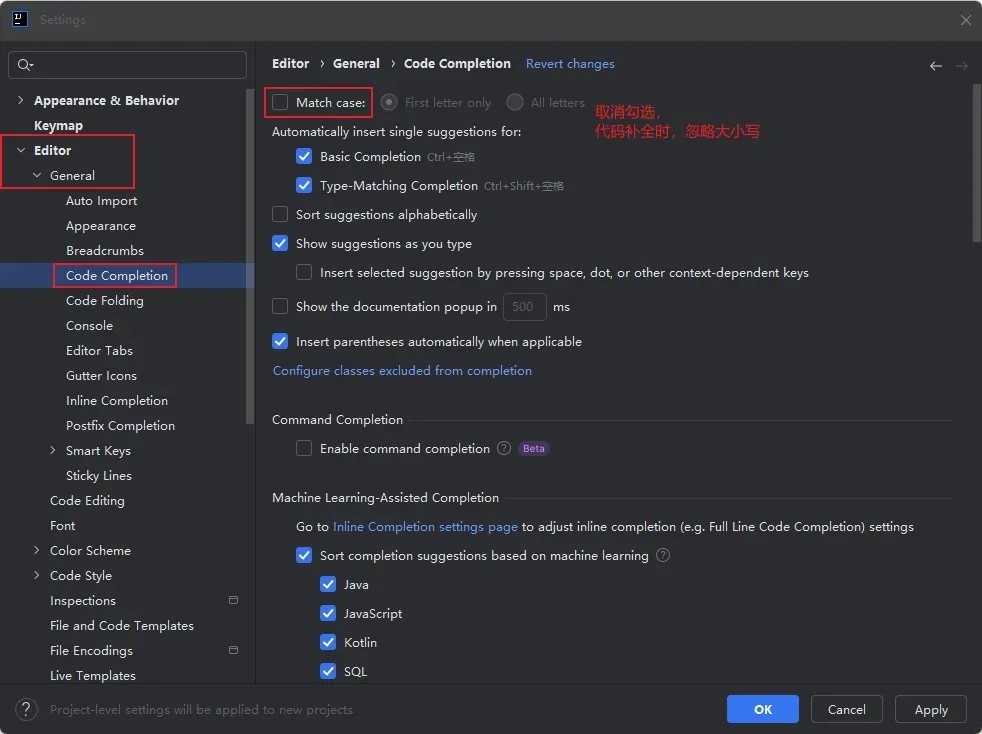 Settings
Appearance & Behavior
Keymap
Editor
General
Auto Import
Appearance
Breadcrumbs
Code Completion
Code Folding
Console
Editor Tabs
Gutter Icons
Inline Completion
Postfix Completion
Smart Keys
Sticky Lines
Code Editing
Font
Color Scheme
Code Style
Inspections
File and Code Templates
File Encodings
Live Templates
Editor › General › Code Completion Revert changes
Match case: First letter only All letters
取消勾选，
代码补全时，忽略大小写
Automatically insert single suggestions for:
Basic Completion Ctrl+空格
Type-Matching Completion Ctrl+Shift+空格
Sort suggestions alphabetically
Show suggestions as you type
Insert selected suggestion by pressing space, dot, or other context-dependent keys
Show the documentation popup in 500 ms
Insert parentheses automatically when applicable
Configure classes excluded from completion
Command Completion
Enable command completion ? Beta
Machine Learning-Assisted Completion
Go to Inline Completion settings page to adjust inline completion (e.g. Full Line Code Completion) settings
Sort completion suggestions based on machine learning ?
Java
JavaScript
Kotlin
SQL
? Project-level settings will be applied to new projects
OK Cancel Apply